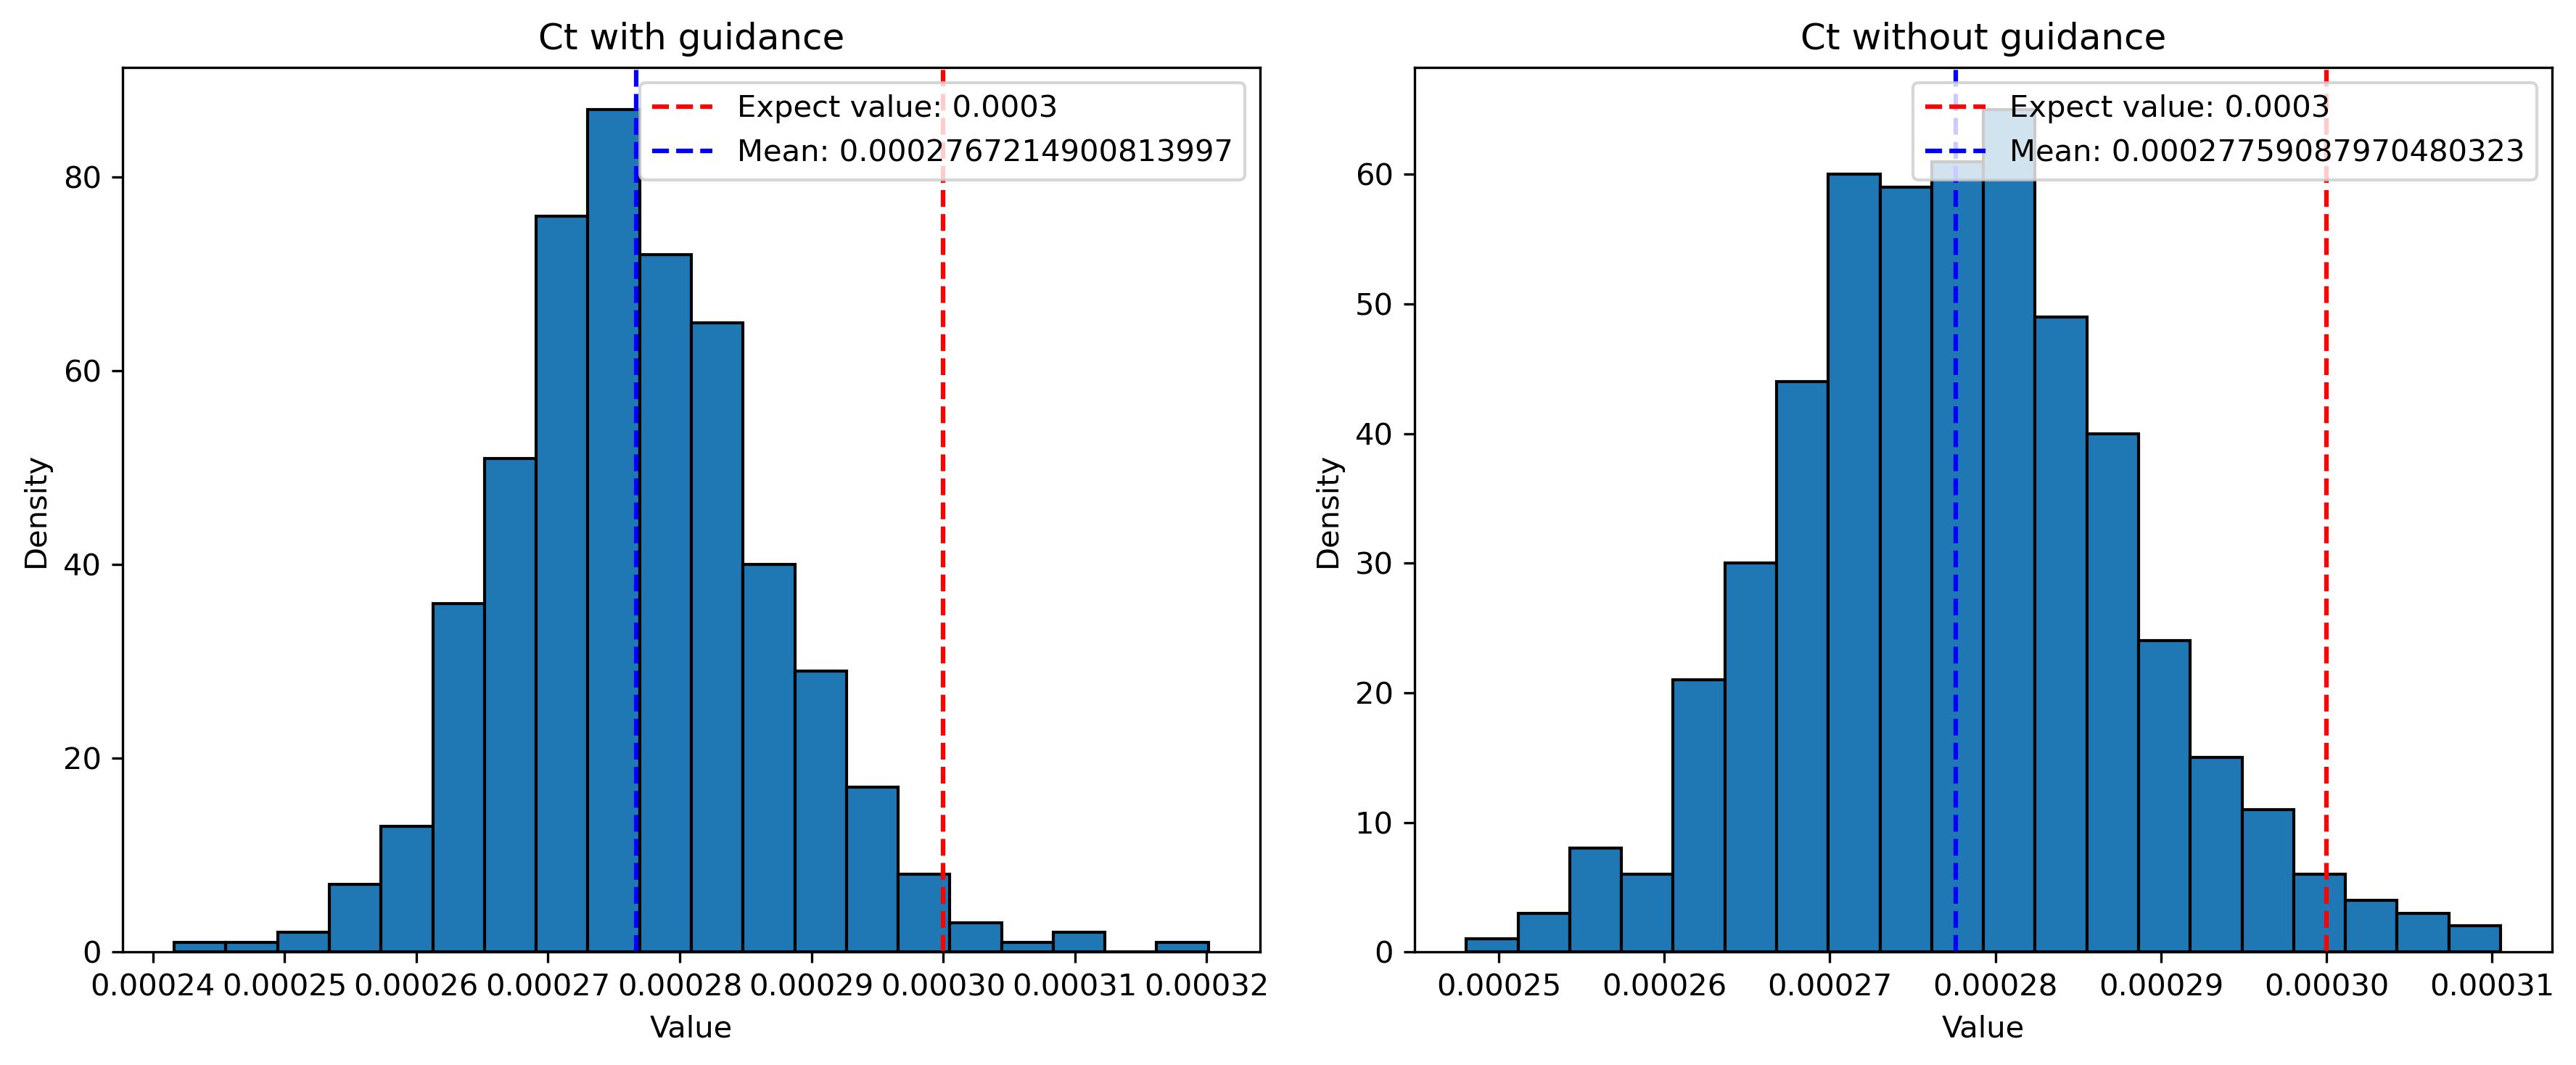 Ct with guidance
Expect value: 0.0003
Mean: 0.0002767214900813997
Density
0
20
40
60
80
0.00024 0.00025 0.00026 0.00027 0.00028 0.00029 0.00030 0.00031 0.00032
Value
Ct without guidance
Expect value: 0.0003
Mean: 0.00027759087970480323
Density
0
10
20
30
40
50
60
0.00025 0.00026 0.00027 0.00028 0.00029 0.00030 0.00031
Value